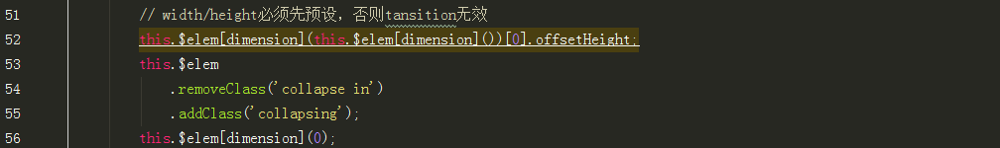 51 // width/height必须先预设，否则tansition无效
52 this.$elem[dimension](this.$elem[dimension]())[0].offsetHeight;
53 this.$elem
54 .removeClass('collapse in')
55 .addClass('collapsing');
56 this.$elem[dimension](0);